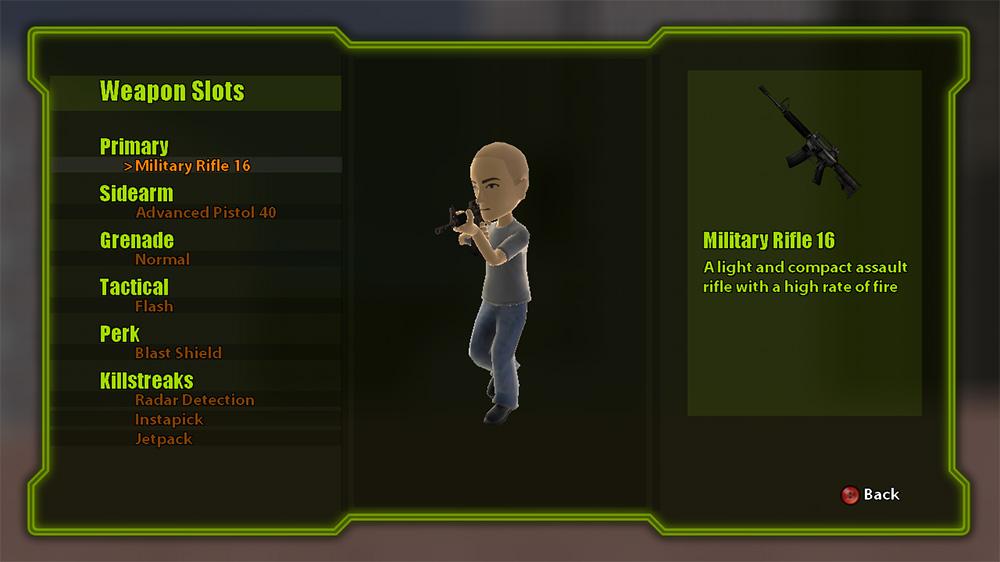 Weapon Slots
Primary
>Military Rifle 16
Sidearm
Advanced Pistol 40
Grenade
Normal
Tactical
Flash
Perk
Blast Shield
Killstreaks
Radar Detection
Instapick
Jetpack
Military Rifle 16
A light and compact assault
rifle with a high rate of fire
Back